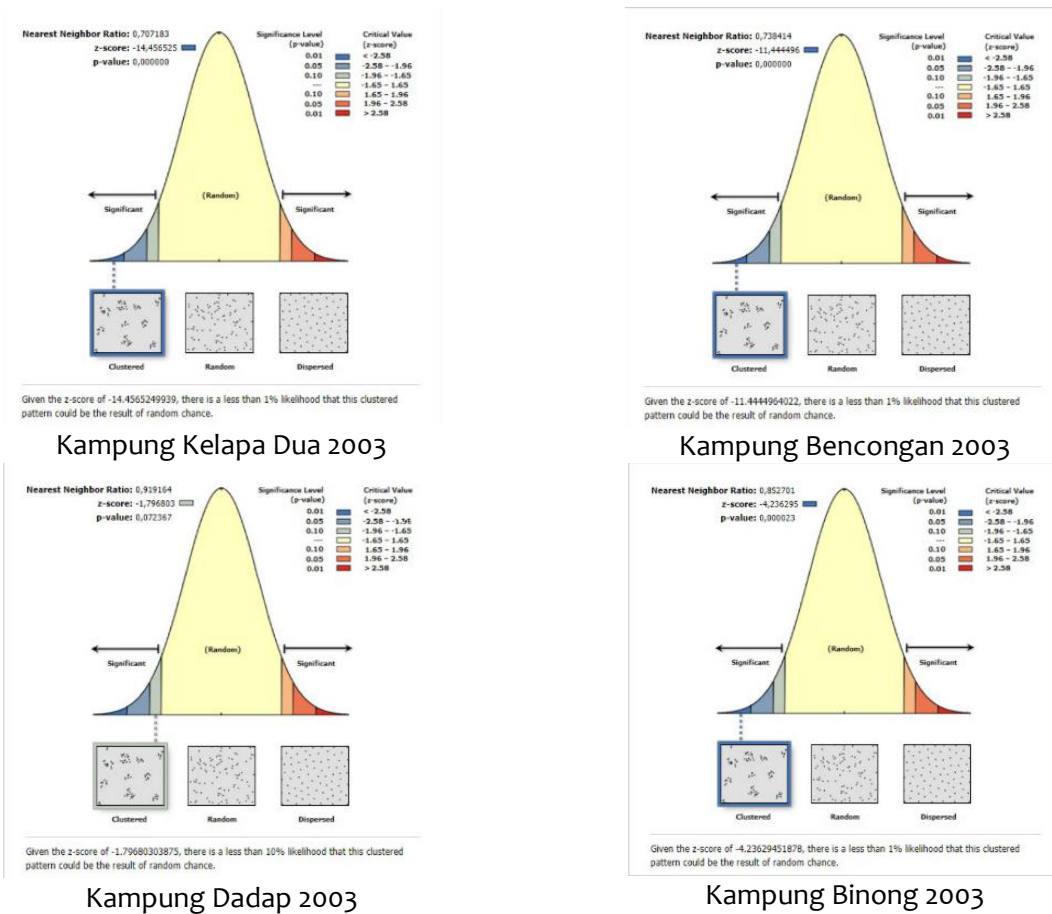 Nearest Neighbor Ratio: 0,707183
z-score: -14,456525
p-value: 0,000000
Significance Level
(p-value)
Critical Value
(z-score)
0.01 < -2.58
0.05 -2.58 - -1.96
0.10 -1.96 - -1.65
--- -1.65 - 1.65
0.10 1.65 - 1.96
0.05 1.96 - 2.58
0.01 > 2.58
(Random)
Significant Significant
Clustered Random Dispersed
Given the z-score of -14.4565249939, there is a less than 1% likelihood that this clustered
pattern could be the result of random chance.
Kampung Kelapa Dua 2003
Nearest Neighbor Ratio: 0,738414
z-score: -11,444496
p-value: 0,000000
Significance Level
(p-value)
Critical Value
(z-score)
0.01 < -2.58
0.05 -2.58 - -1.96
0.10 -1.96 - -1.65
--- -1.65 - 1.65
0.10 1.65 - 1.96
0.05 1.96 - 2.58
0.01 > 2.58
(Random)
Significant Significant
Clustered Random Dispersed
Given the z-score of -11.4444964022, there is a less than 1% likelihood that this clustered
pattern could be the result of random chance.
Kampung Bencongan 2003
Nearest Neighbor Ratio: 0,919164
z-score: -1,796803
p-value: 0,072367
Significance Level
(p-value)
Critical Value
(z-score)
0.01 < -2.58
0.05 -2.58 - -1.96
0.10 -1.96 - -1.65
--- -1.65 - 1.65
0.10 1.65 - 1.96
0.05 1.96 - 2.58
0.01 > 2.58
(Random)
Significant Significant
Clustered Random Dispersed
Given the z-score of -1.79680303875, there is a less than 10% likelihood that this clustered
pattern could be the result of random chance.
Kampung Dadap 2003
Nearest Neighbor Ratio: 0,852701
z-score: -4,236295
p-value: 0,000023
Significance Level
(p-value)
Critical Value
(z-score)
0.01 < -2.58
0.05 -2.58 - -1.96
0.10 -1.96 - -1.65
--- -1.65 - 1.65
0.10 1.65 - 1.96
0.05 1.96 - 2.58
0.01 > 2.58
(Random)
Significant Significant
Clustered Random Dispersed
Given the z-score of -4.23629451878, there is a less than 1% likelihood that this clustered
pattern could be the result of random chance.
Kampung Binong 2003